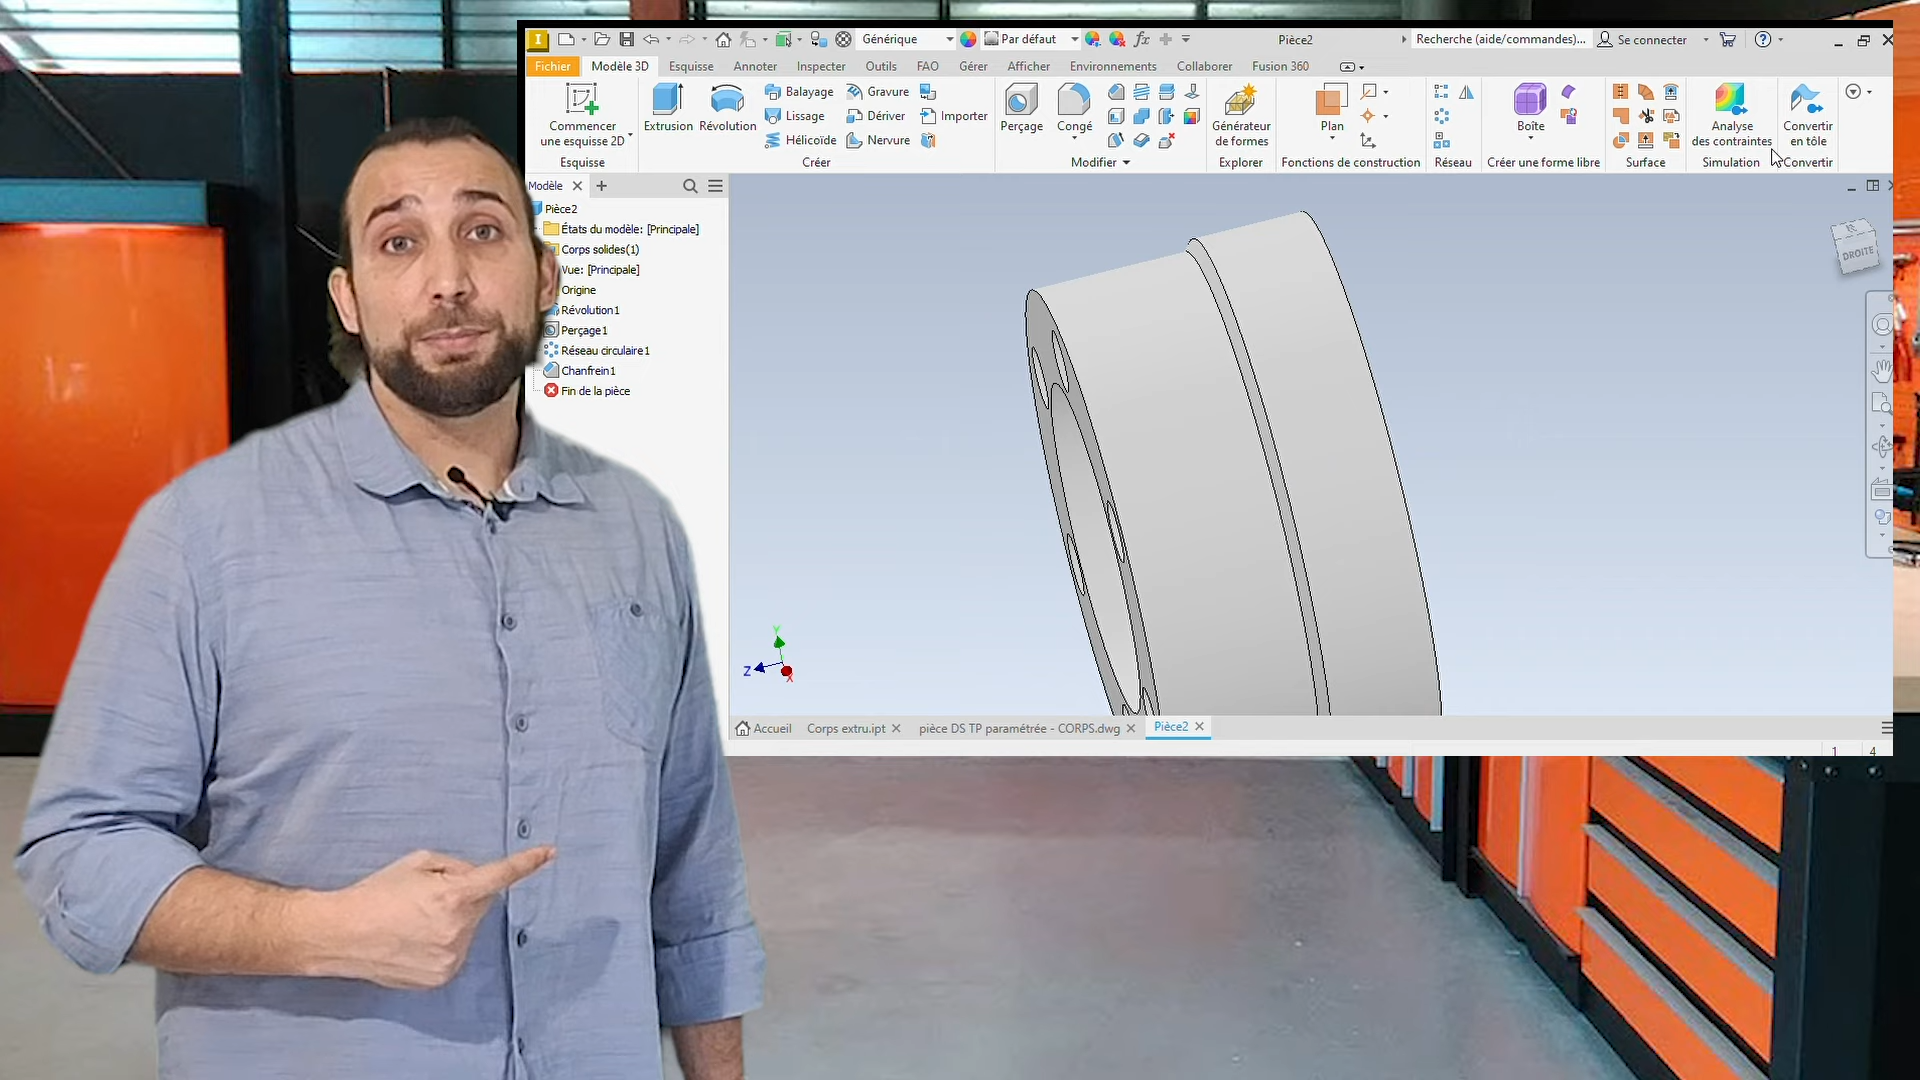 Générique
Par défaut
fx
Pièce2
Recherche (aide/commandes)...
Se connecter
Fichier
Modèle 3D
Esquisse
Annoter
Inspecter
Outils
FAO
Gérer
Afficher
Environnements
Collaborer
Fusion 360
Commencer
une esquisse 2D
Esquisse
Extrusion
Révolution
Balayage
Lissage
Hélicoïde
Gravure
Dériver
Nervure
Importer
Créer
Perçage
Congé
Modifier
Générateur
de formes
Explorer
Plan
Fonctions de construction
Réseau
Boîte
Créer une forme libre
Surface
Analyse
des contraintes
Simulation
Convertir
en tôle
Convertir
Modèle
Pièce2
États du modèle: [Principale]
Corps solides(1)
Vue: [Principale]
Origine
Révolution1
Perçage1
Réseau circulaire1
Chanfrein1
Fin de la pièce
DROITE
Y
Z
X
Accueil
Corps extru.ipt
pièce DS TP paramétrée - CORPS.dwg
Pièce2
1 4